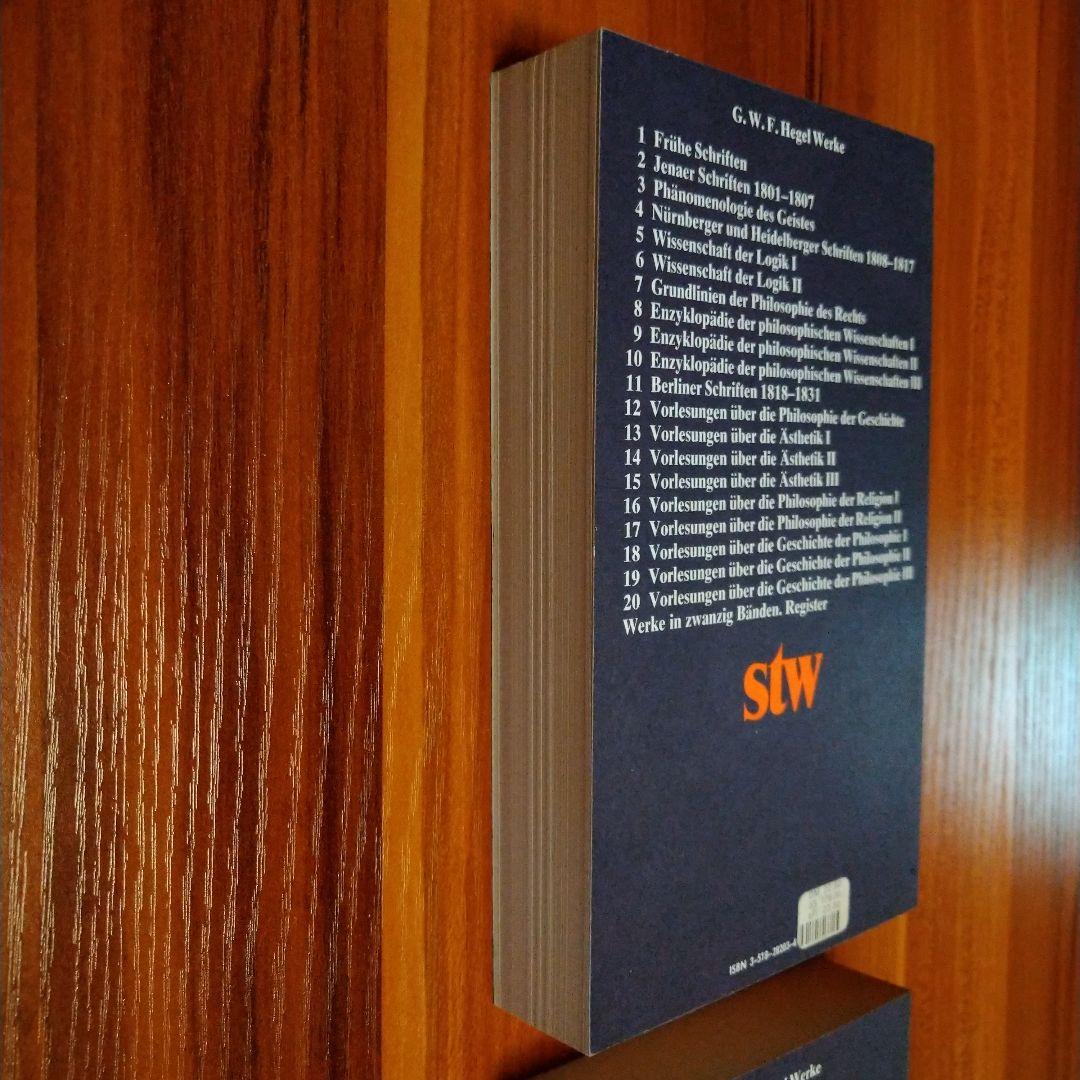 G. W. F. Hegel Werke
1 Frühe Schriften
2 Jenaer Schriften 1801–1807
3 Phänomenologie des Geistes
4 Nürnberger und Heidelberger Schriften 1808–1817
5 Wissenschaft der Logik I
6 Wissenschaft der Logik II
7 Grundlinien der Philosophie des Rechts
8 Enzyklopädie der philosophischen Wissenschaften I
9 Enzyklopädie der philosophischen Wissenschaften II
10 Enzyklopädie der philosophischen Wissenschaften III
11 Berliner Schriften 1818–1831
12 Vorlesungen über die Philosophie der Geschichte
13 Vorlesungen über die Ästhetik I
14 Vorlesungen über die Ästhetik II
15 Vorlesungen über die Ästhetik III
16 Vorlesungen über die Philosophie der Religion I
17 Vorlesungen über die Philosophie der Religion II
18 Vorlesungen über die Geschichte der Philosophie I
19 Vorlesungen über die Geschichte der Philosophie II
20 Vorlesungen über die Geschichte der Philosophie III
Werke in zwanzig Bänden. Register
stw
ISBN 3-518-28203-4
Werke